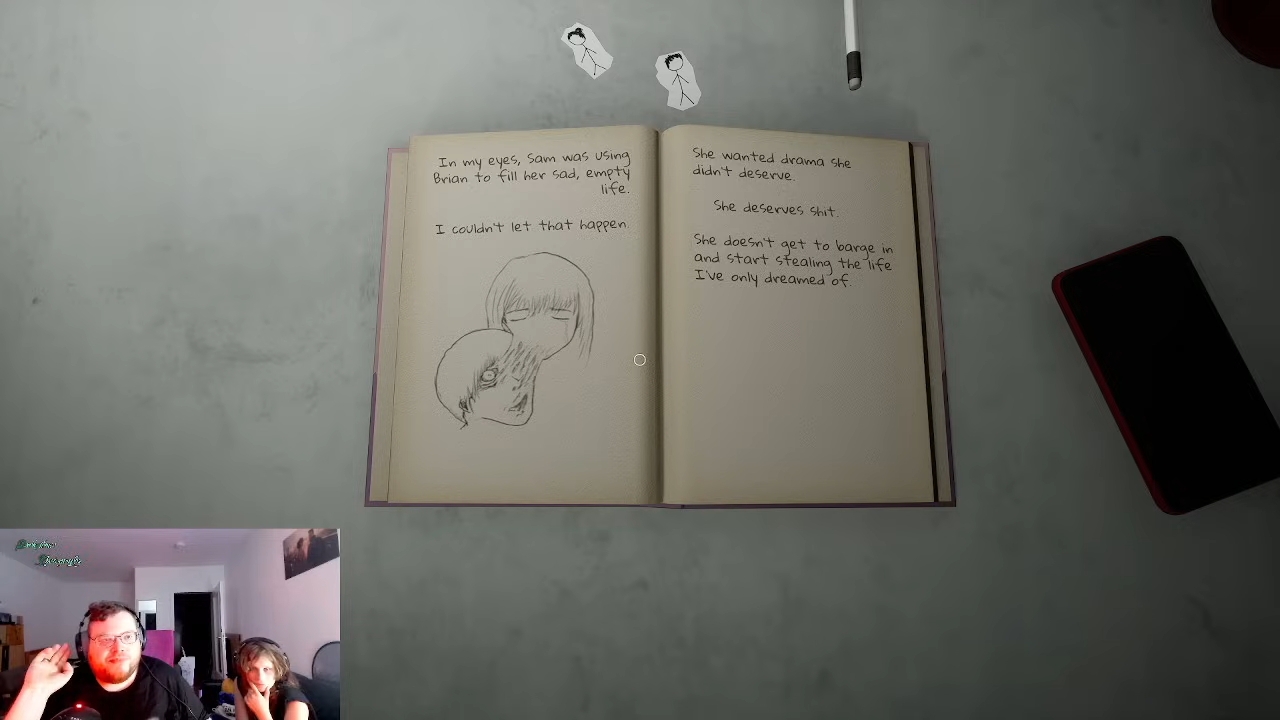 In my eyes, Sam was using
Brian to fill her sad, empty
life.
I couldn't let that happen.
She wanted drama she
didn't deserve.
She deserves shit.
She doesn't get to barge in
and start stealing the life
I've only dreamed of.